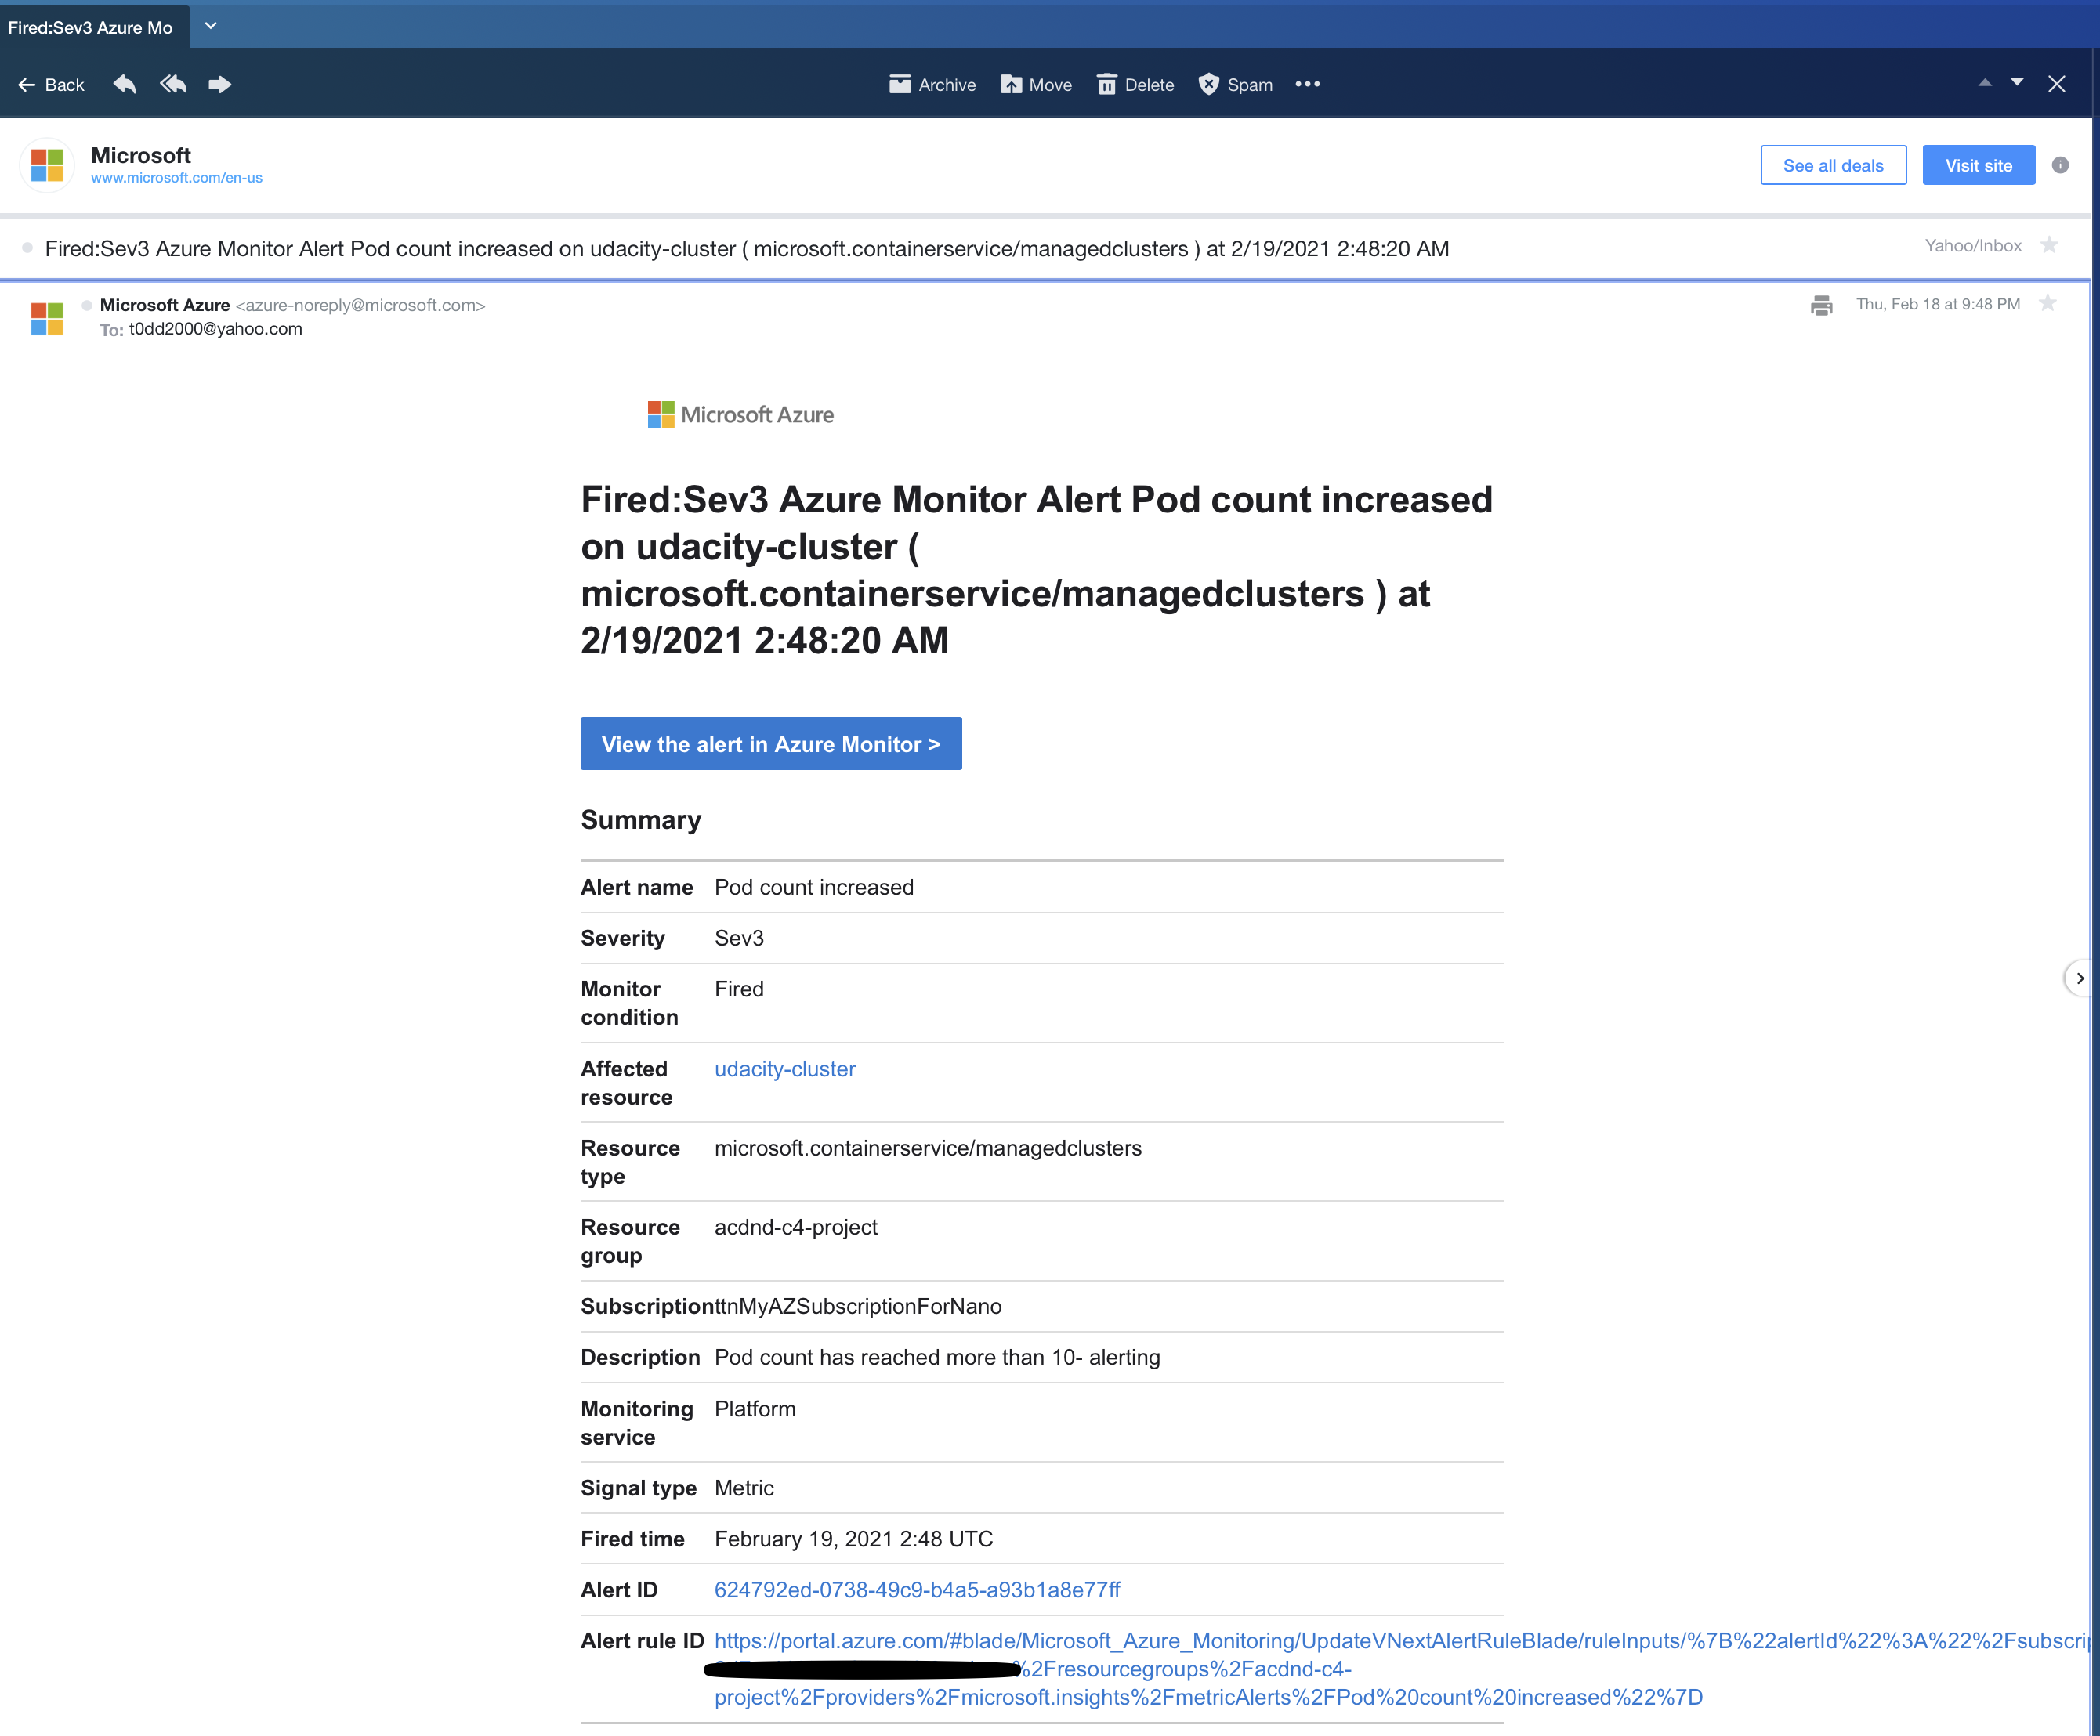 Fired:Sev3 Azure Mo
Back
Archive Move Delete Spam
Microsoft
www.microsoft.com/en-us
See all deals Visit site
Fired:Sev3 Azure Monitor Alert Pod count increased on udacity-cluster ( microsoft.containerservice/managedclusters ) at 2/19/2021 2:48:20 AM
Yahoo/Inbox
Microsoft Azure <azure-noreply@microsoft.com>
Thu, Feb 18 at 9:48 PM
To: t0dd2000@yahoo.com
Microsoft Azure
Fired:Sev3 Azure Monitor Alert Pod count increased
on udacity-cluster (
microsoft.containerservice/managedclusters ) at
2/19/2021 2:48:20 AM
View the alert in Azure Monitor >
Summary
Alert name Pod count increased
Severity Sev3
Monitor Fired
condition
Affected udacity-cluster
resource
Resource microsoft.containerservice/managedclusters
type
Resource acdnd-c4-project
group
Subscription ttnMyAZSubscriptionForNano
Description Pod count has reached more than 10- alerting
Monitoring Platform
service
Signal type Metric
Fired time February 19, 2021 2:48 UTC
Alert ID 624792ed-0738-49c9-b4a5-a93b1a8e77ff
Alert rule ID https://portal.azure.com/#blade/Microsoft_Azure_Monitoring/UpdateVNextAlertRuleBlade/ruleInputs/%7B%22alertId%22%3A%22%2Fsubscri
%2Fresourcegroups%2Facdnd-c4-
project%2Fproviders%2Fmicrosoft.insights%2FmetricAlerts%2FPod%20count%20increased%22%7D